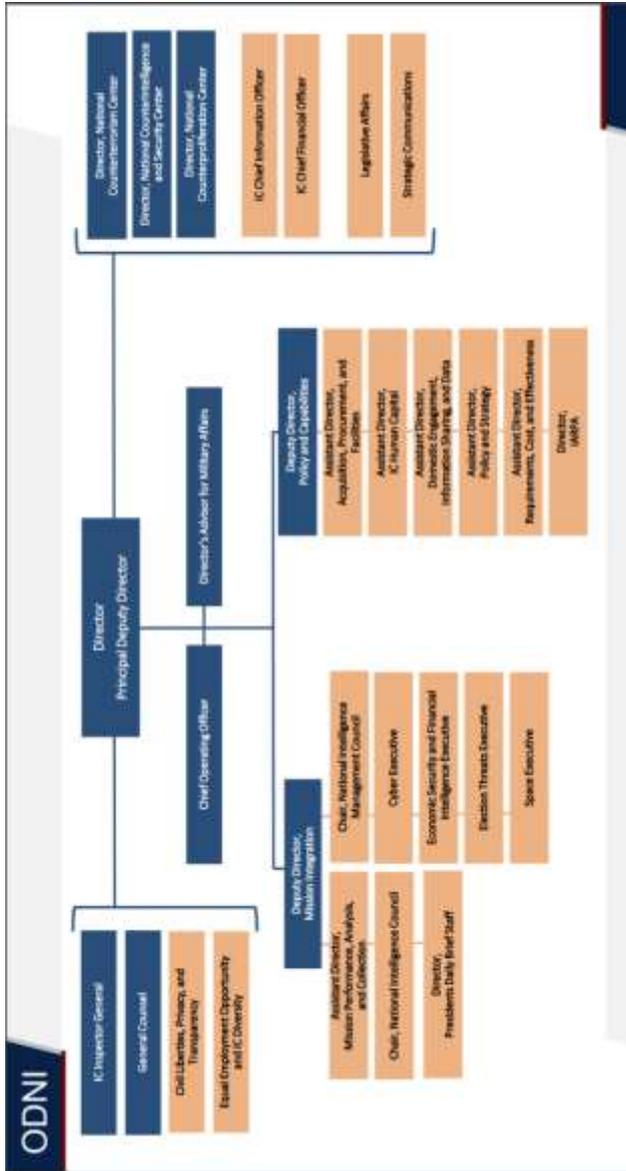 ODNI
Director
Principal Deputy Director
IC Inspector General
General Counsel
Civil Liberties, Privacy, and
Transparency
Equal Employment Opportunity
and IC Diversity
Chief Operating Officer
Director's Advisor for Military Affairs
Director, National
Counterterrorism Center
Director, National Counterintelligence
and Security Center
Director, National
Counterproliferation Center
IC Chief Information Officer
IC Chief Financial Officer
Legislative Affairs
Strategic Communications
Deputy Director,
Mission Integration
Assistant Director,
Mission Performance, Analysis,
and Collection
Chair, National Intelligence Council
Director,
Presidents Daily Brief Staff
Chair, National Intelligence
Management Council
Cyber Executive
Economic Security and Financial
Intelligence Executive
Election Threats Executive
Space Executive
Deputy Director,
Policy and Capabilities
Assistant Director,
Acquisition, Procurement, and
Facilities
Assistant Director,
IC Human Capital
Assistant Director,
Domestic Engagement,
Information Sharing, and Data
Assistant Director,
Policy and Strategy
Assistant Director,
Requirements, Cost, and Effectiveness
Director,
IARPA